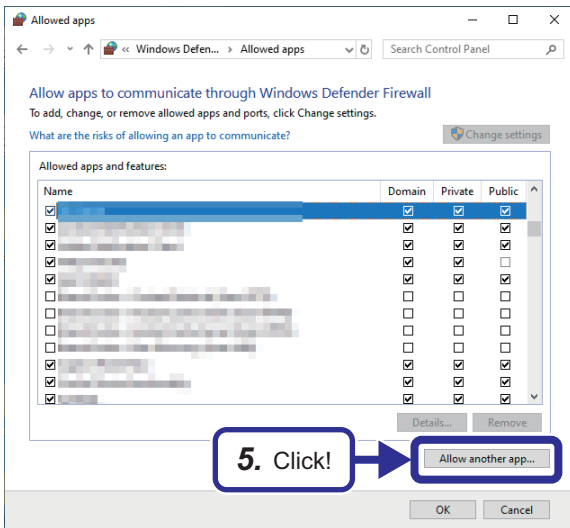 Allowed apps
« Windows Defen... › Allowed apps
Search Control Panel
Allow apps to communicate through Windows Defender Firewall
To add, change, or remove allowed apps and ports, click Change settings.
What are the risks of allowing an app to communicate?
Change settings
Allowed apps and features:
Name Domain Private Public
Details... Remove
5. Click!
Allow another app...
OK Cancel